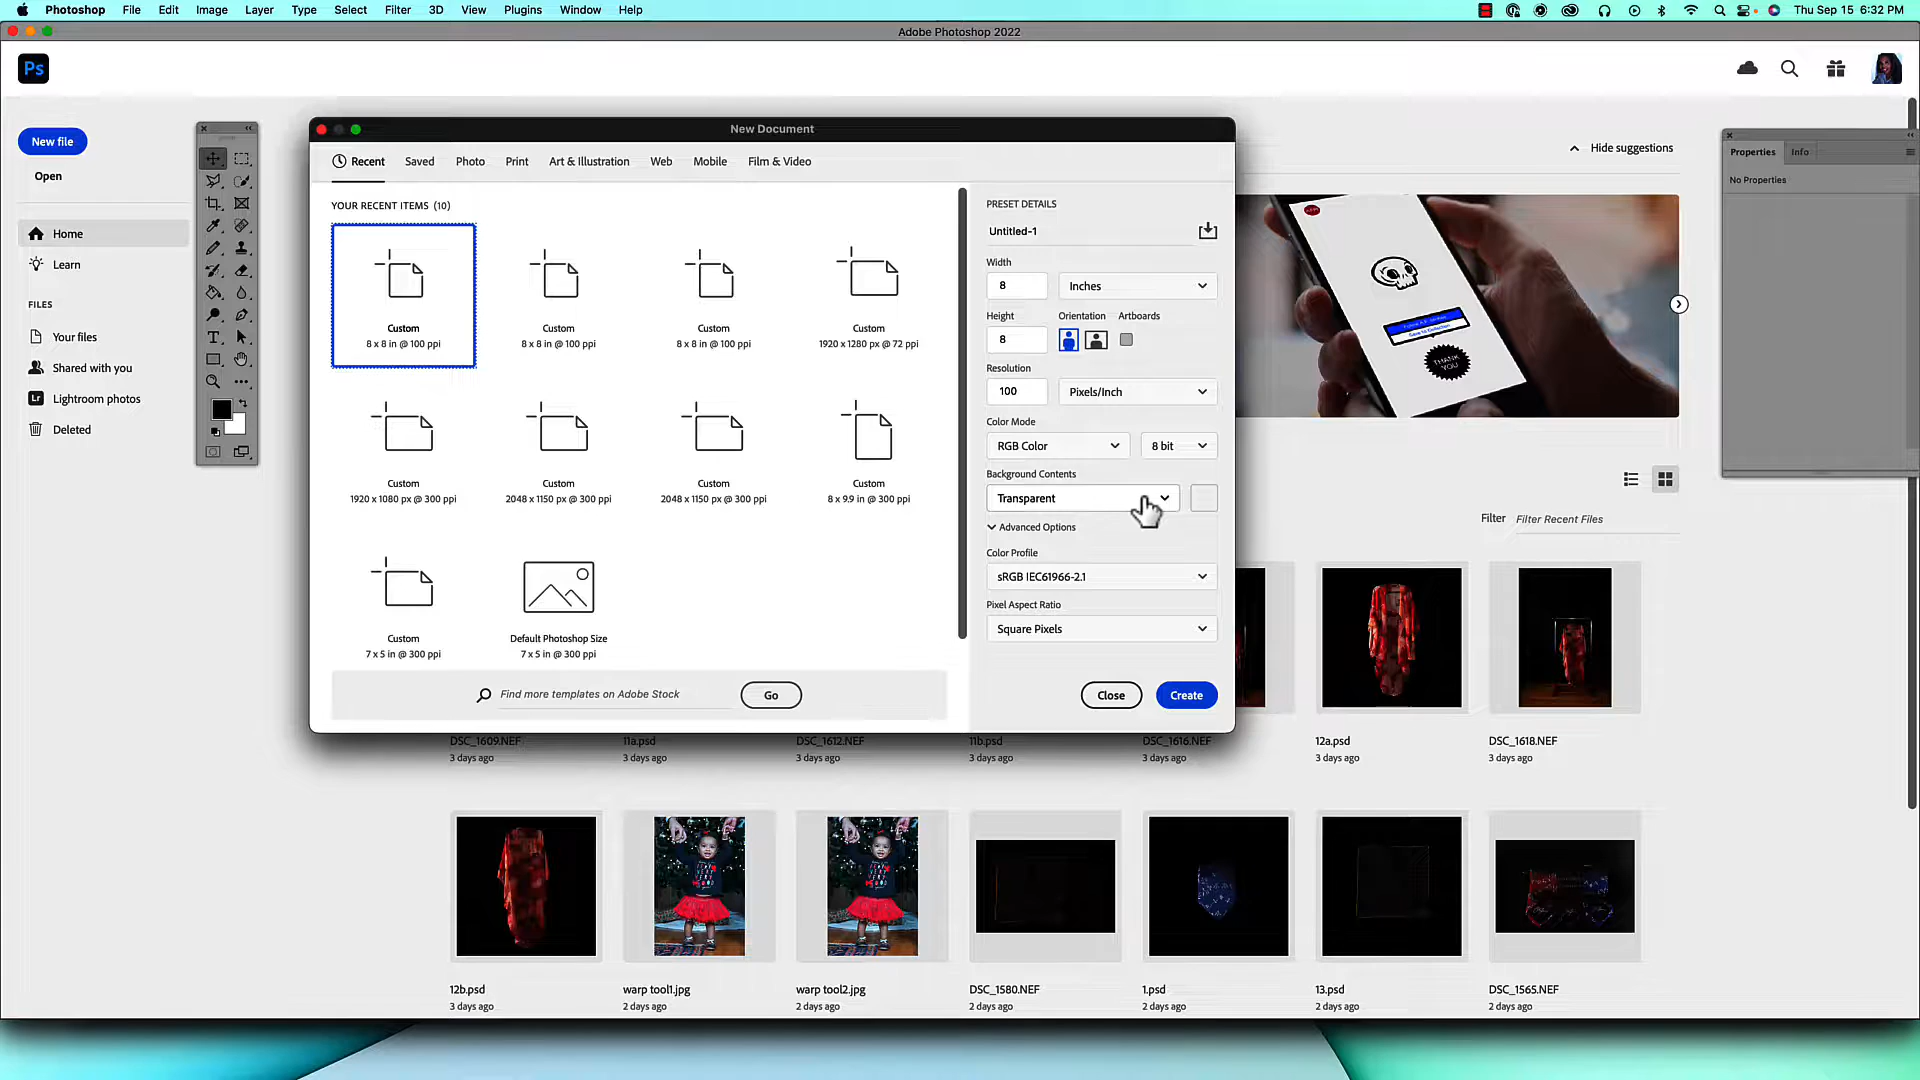 Photoshop File Edit Image Layer Type Select Filter 3D View Plugins Window Help
Thu Sep 15 6:32 PM
Adobe Photoshop 2022
Ps
New file
Open
Home
Learn
FILES
Your files
Shared with you
Lr Lightroom photos
Deleted
New Document
Recent Saved Photo Print Art & Illustration Web Mobile Film & Video
YOUR RECENT ITEMS (10)
Custom Custom Custom Custom
8 x 8 in @ 100 ppi 8 x 8 in @ 100 ppi 8 x 8 in @ 100 ppi 1920 x 1280 px @ 72 ppi
Custom Custom Custom Custom
1920 x 1080 px @ 300 ppi 2048 x 1150 px @ 300 ppi 2048 x 1150 px @ 300 ppi 8 x 9.9 in @ 300 ppi
Custom Default Photoshop Size
7 x 5 in @ 300 ppi 7 x 5 in @ 300 ppi
Find more templates on Adobe Stock Go
PRESET DETAILS
Untitled-1
Width
8 Inches
Height Orientation Artboards
8
Resolution
100 Pixels/Inch
Color Mode
RGB Color 8 bit
Background Contents
Transparent
Advanced Options
Color Profile
sRGB IEC61966-2.1
Pixel Aspect Ratio
Square Pixels
Close Create
Hide suggestions
THANK
YOU
Properties Info
No Properties
Filter Filter Recent Files
DSC_1609.NEF 11a.psd DSC_1612.NEF 11b.psd DSC_1616.NEF 12a.psd DSC_1618.NEF
3 days ago 3 days ago 3 days ago 3 days ago 3 days ago 3 days ago 3 days ago
12b.psd warp tool1.jpg warp tool2.jpg DSC_1580.NEF 1.psd 13.psd DSC_1565.NEF
3 days ago 2 days ago 2 days ago 2 days ago 2 days ago 2 days ago 2 days ago